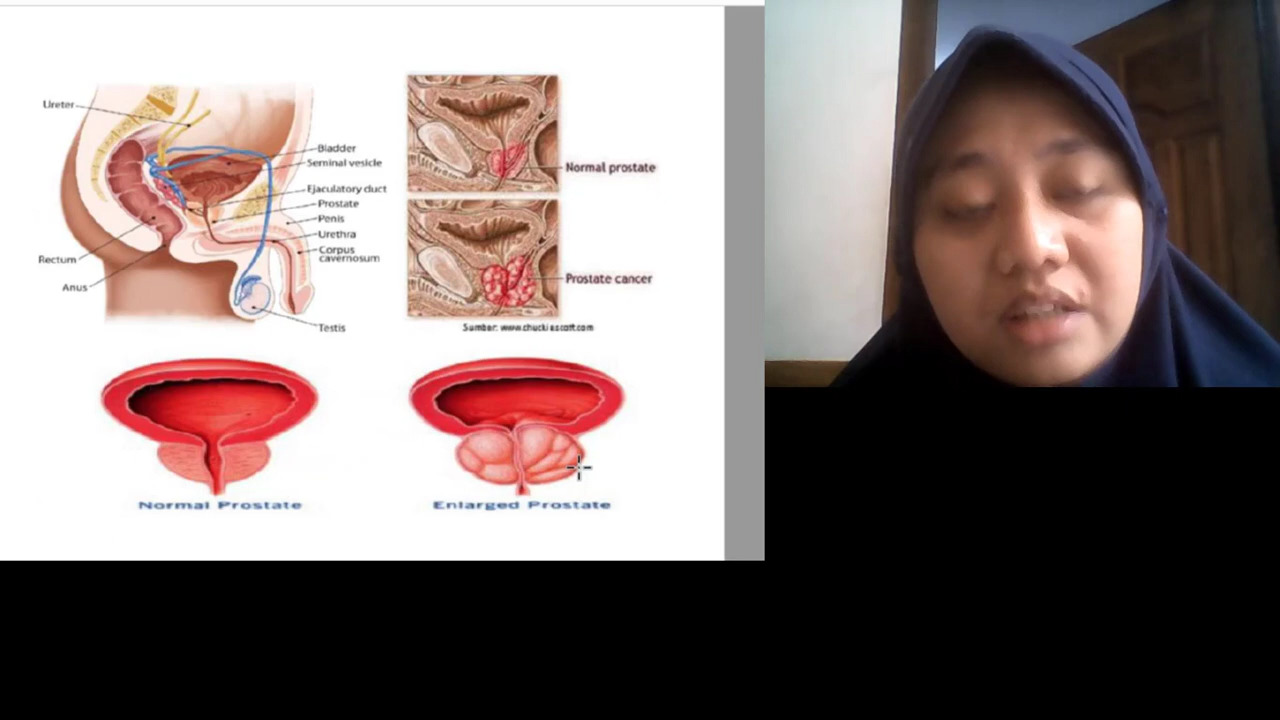 Ureter
Bladder
Seminal vesicle
Ejaculatory duct
Prostate
Penis
Urethra
Corpus
cavernosum
Rectum
Anus
Testis
Normal prostate
Prostate cancer
Sumber: www.chuckiescott.com
Normal Prostate
Enlarged Prostate